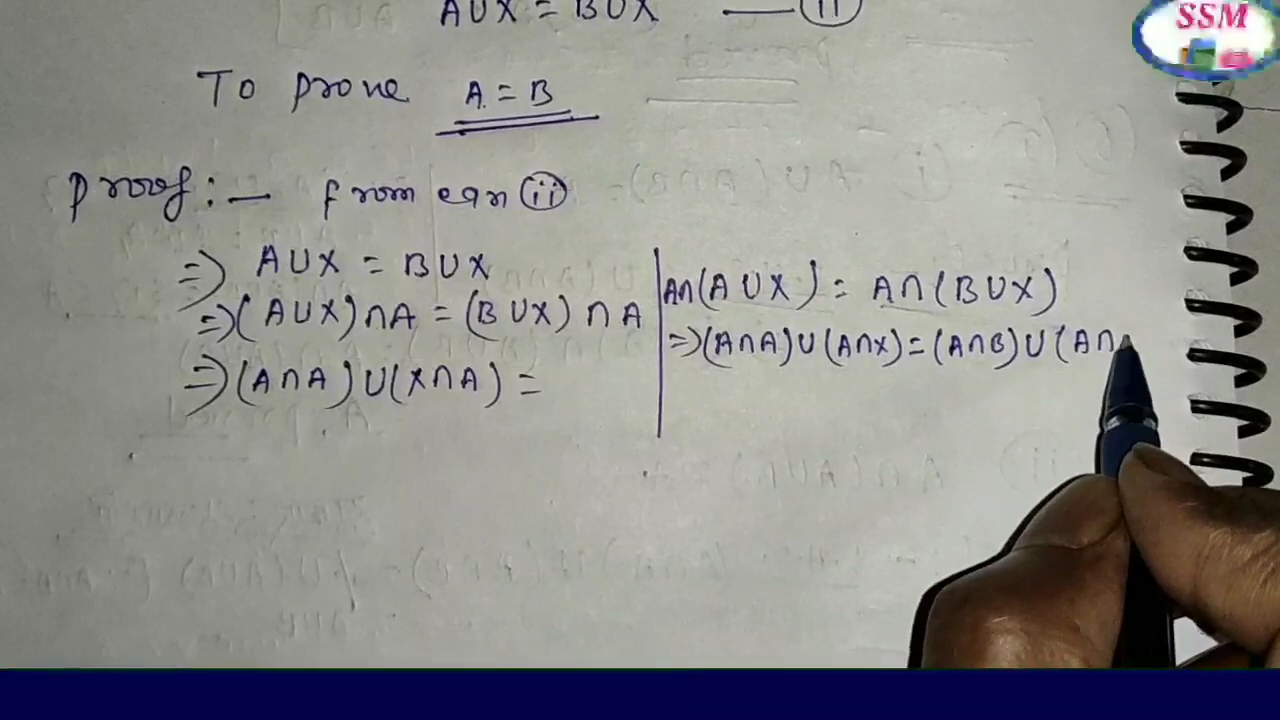 A∪X = B∪X — (ii)
SSM
To prove A = B
Proof :– from eqn (ii)
⇒ A∪X = B∪X
⇒ (A∪X)∩A = (B∪X)∩A
⇒ (A∩A)∪(X∩A) =
A∩(A∪X) = A∩(B∪X)
⇒ (A∩A)∪(A∩X) = (A∩B)∪(A∩